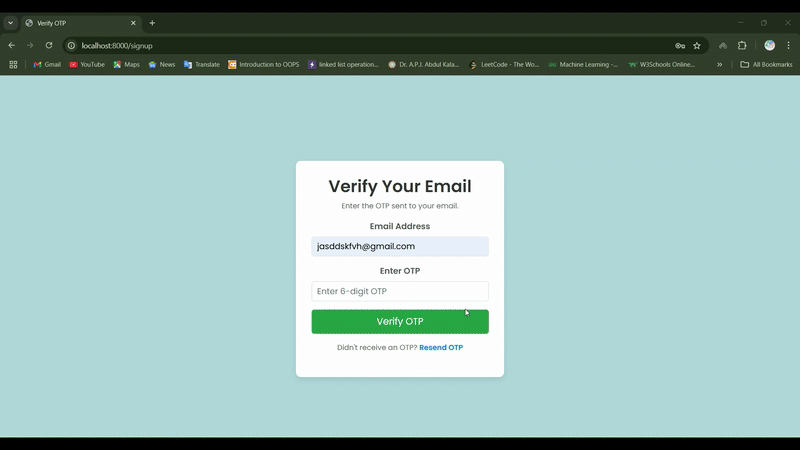 Verify OTP
localhost:8000/signup
Gmail
YouTube
Maps
News
Translate
Introduction to OOPS
linked list operation...
Dr. A.P.J. Abdul Kala...
LeetCode - The Wo...
Machine Learning -...
W3Schools Online...
»
All Bookmarks
Verify Your Email
Enter the OTP sent to your email.
Email Address
jasddskfvh@gmail.com
Enter OTP
Enter 6-digit OTP
Verify OTP
Didn't receive an OTP? Resend OTP